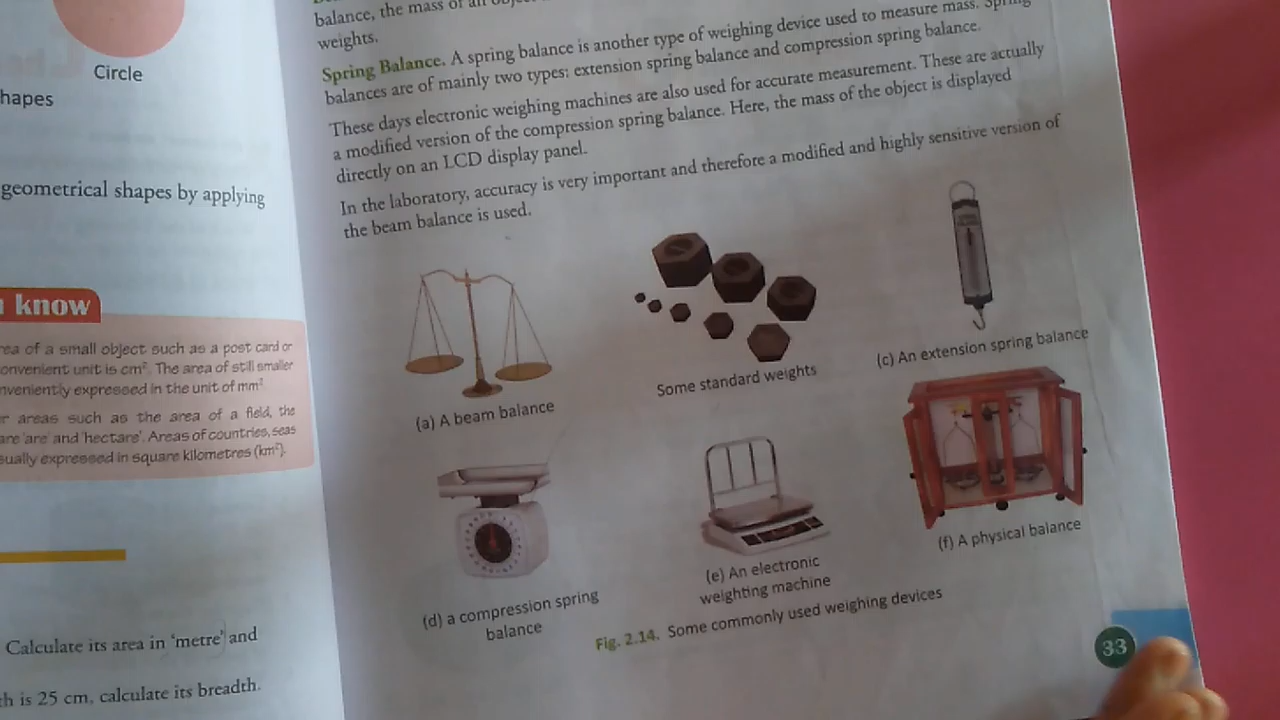 Circle
hapes
geometrical shapes by applying
know
rea of a small object such as a post card or
onvenient unit is cm². The area of still smaller
nveniently expressed in the unit of mm²
r areas such as the area of a field, the
are 'are' and 'hectare'. Areas of countries, seas
sually expressed in square kilometres (km²).
Calculate its area in 'metre' and
th is 25 cm, calculate its breadth.
balance, the mass of an
weights.
Spring Balance. A spring balance is another type of weighing device used to measure mass. Spring
balances are of mainly two types: extension spring balance and compression spring balance.
These days electronic weighing machines are also used for accurate measurement. These are actually
a modified version of the compression spring balance. Here, the mass of the object is displayed
directly on an LCD display panel.
In the laboratory, accuracy is very important and therefore a modified and highly sensitive version of
the beam balance is used.
(a) A beam balance
Some standard weights
(c) An extension spring balance
(d) a compression spring
balance
(e) An electronic
weighting machine
(f) A physical balance
Fig. 2.14. Some commonly used weighing devices
33